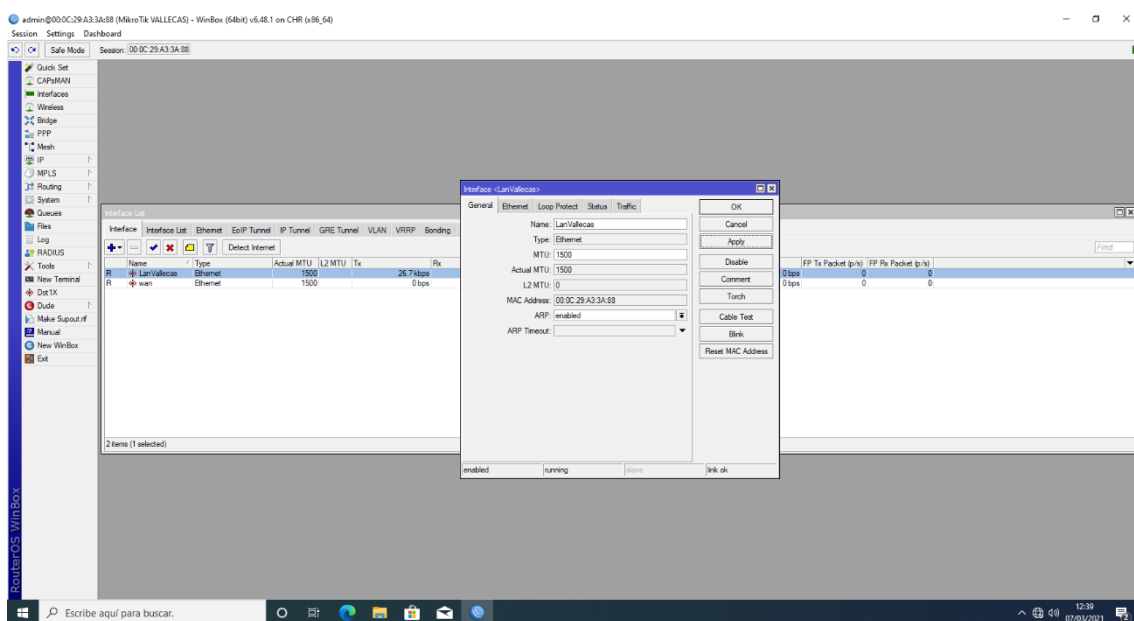 admin@00:0C:29:A3:3A:88 (MikroTik VALLECAS) - WinBox (64bit) v6.48.1 on CHR (x86_64)
Session Settings Dashboard
Safe Mode Session: 00:0C:29:A3:3A:88
Quick Set
CAPsMAN
Interfaces
Wireless
Bridge
PPP
Mesh
IP
MPLS
Routing
System
Queues
Files
Log
RADIUS
Tools
New Terminal
Dot1X
Dude
Make Supout.rif
Manual
New WinBox
Exit
RouterOS WinBox
Interface List
Interface Interface List Ethernet EoIP Tunnel IP Tunnel GRE Tunnel VLAN VRRP Bonding
Detect Internet
Find
Name Type Actual MTU L2 MTU Tx Rx FP Tx Packet (p/s) FP Rx Packet (p/s)
R LanVallecas Ethernet 1500 26.7 kbps 0 bps 0 0
R wan Ethernet 1500 0 bps 0 bps 0 0
2 items (1 selected)
Interface <LanVallecas>
General Ethernet Loop Protect Status Traffic
Name: LanVallecas
Type: Ethernet
MTU: 1500
Actual MTU: 1500
L2 MTU: 0
MAC Address: 00:0C:29:A3:3A:88
ARP: enabled
ARP Timeout:
OK
Cancel
Apply
Disable
Comment
Torch
Cable Test
Blink
Reset MAC Address
enabled running slave link ok
Escribe aquí para buscar.
12:39
07/03/2021
2